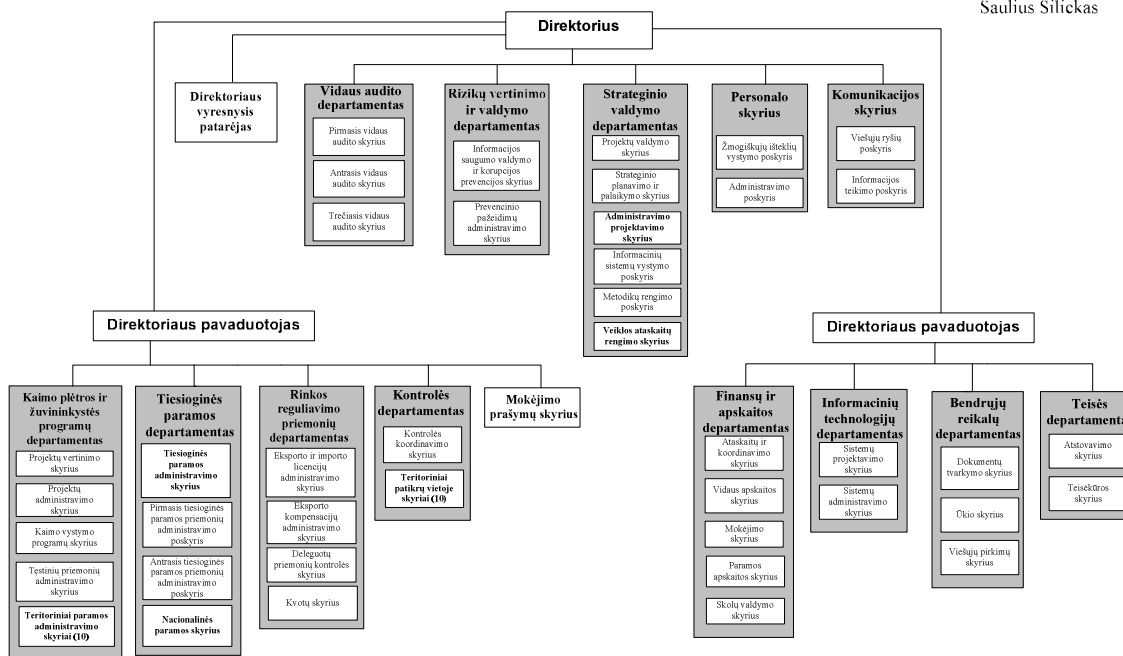 Saulius Silickas
Direktorius
Direktoriaus
vyresnysis
patarėjas
Vidaus audito
departamentas
Pirmasis vidaus
audito skyrius
Antrasis vidaus
audito skyrius
Trečiasis vidaus
audito skyrius
Rizikų vertinimo
ir valdymo
departamentas
Informacijos
saugumo valdymo
ir korupcijos
prevencijos skyrius
Prevencinio
pažeidimų
administravimo
skyrius
Strateginio
valdymo
departamentas
Projektų valdymo
skyrius
Strateginio
planavimo ir
palaikymo skyrius
Administravimo
projektavimo
skyrius
Informacinių
sistemų vystymo
poskyris
Metodikų rengimo
poskyris
Veiklos ataskaitų
rengimo skyrius
Personalo
skyrius
Žmogiškųjų išteklių
vystymo poskyris
Administravimo
poskyris
Komunikacijos
skyrius
Viešųjų ryšių
poskyris
Informacijos
teikimo poskyris
Direktoriaus pavaduotojas
Kaimo plėtros ir
žuvininkystės
programų
departamentas
Projektų vertinimo
skyrius
Projektų
administravimo
skyrius
Kaimo vystymo
programų skyrius
Tęstinių priemonių
administravimo
skyrius
Teritoriniai paramos
administravimo
skyriai (10)
Tiesioginės
paramos
departamentas
Tiesioginės
paramos
administravimo
skyrius
Pirmasis tiesioginės
paramos priemonių
administravimo
poskyris
Antrasis tiesioginės
paramos priemonių
administravimo
poskyris
Nacionalinės
paramos skyrius
Rinkos
reguliavimo
priemonių
departamentas
Eksporto ir importo
licencijų
administravimo
skyrius
Eksporto
kompensacijų
administravimo
skyrius
Deleguotų
priemonių kontrolės
skyrius
Kvotų skyrius
Kontrolės
departamentas
Kontrolės
koordinavimo
skyrius
Teritoriniai
patikrų vietoje
skyriai (10)
Mokėjimo
prašymų skyrius
Direktoriaus pavaduotojas
Finansų ir
apskaitos
departamentas
Ataskaitų ir
koordinavimo
skyrius
Vidaus apskaitos
skyrius
Mokėjimo
skyrius
Paramos
apskaitos skyrius
Skolų valdymo
skyrius
Informacinių
technologijų
departamentas
Sistemų
projektavimo
skyrius
Sistemų
administravimo
skyrius
Bendrųjų
reikalų
departamentas
Dokumentų
tvarkymo skyrius
Ūkio skyrius
Viešųjų pirkimų
skyrius
Teisės
departamenta
Atstovavimo
skyrius
Teisėkūros
skyrius